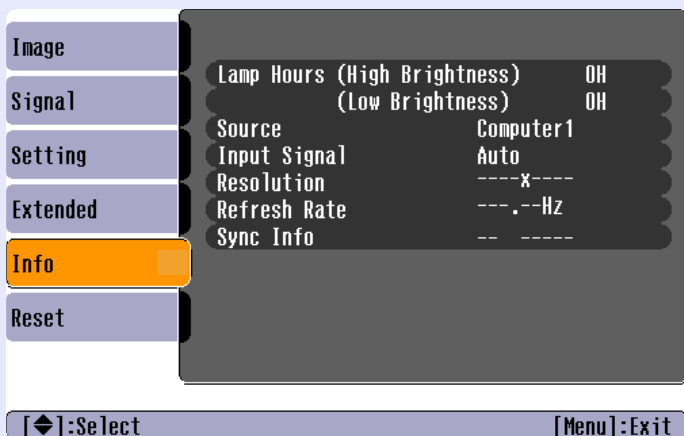 Image
Signal
Setting
Extended
Info
Reset
Lamp Hours (High Brightness) 0H
(Low Brightness) 0H
Source Computer1
Input Signal Auto
Resolution ----x----
Refresh Rate ---.--Hz
Sync Info -- -----
[◆]:Select [Menu]:Exit